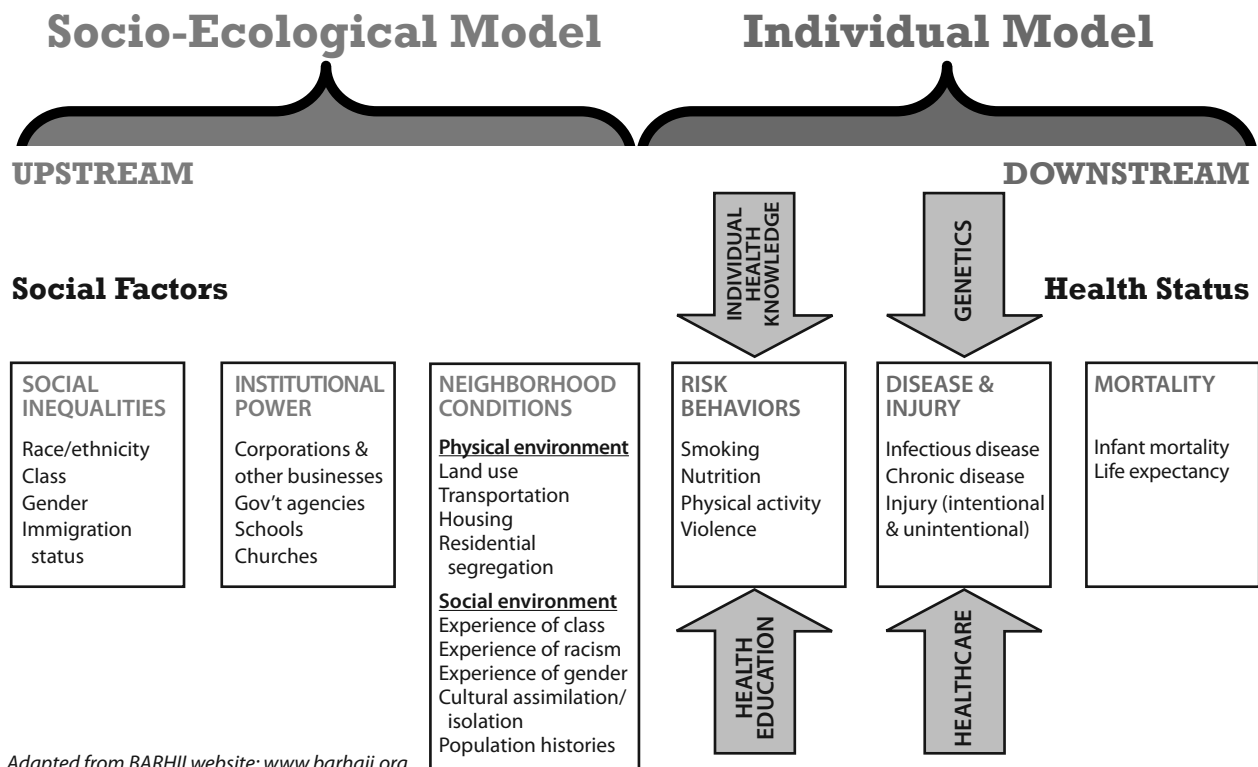 Socio-Ecological Model
Individual Model
UPSTREAM
DOWNSTREAM
INDIVIDUAL
HEALTH
KNOWLEDGE
GENETICS
Social Factors
Health Status
SOCIAL
INEQUALITIES
Race/ethnicity
Class
Gender
Immigration
status
INSTITUTIONAL
POWER
Corporations &
other businesses
Gov't agencies
Schools
Churches
NEIGHBORHOOD
CONDITIONS
Physical environment
Land use
Transportation
Housing
Residential
segregation
Social environment
Experience of class
Experience of racism
Experience of gender
Cultural assimilation/
isolation
Population histories
RISK
BEHAVIORS
Smoking
Nutrition
Physical activity
Violence
DISEASE &
INJURY
Infectious disease
Chronic disease
Injury (intentional
& unintentional)
MORTALITY
Infant mortality
Life expectancy
HEALTH
EDUCATION
HEALTHCARE
Adapted from BARHII website: www.barhaii.org